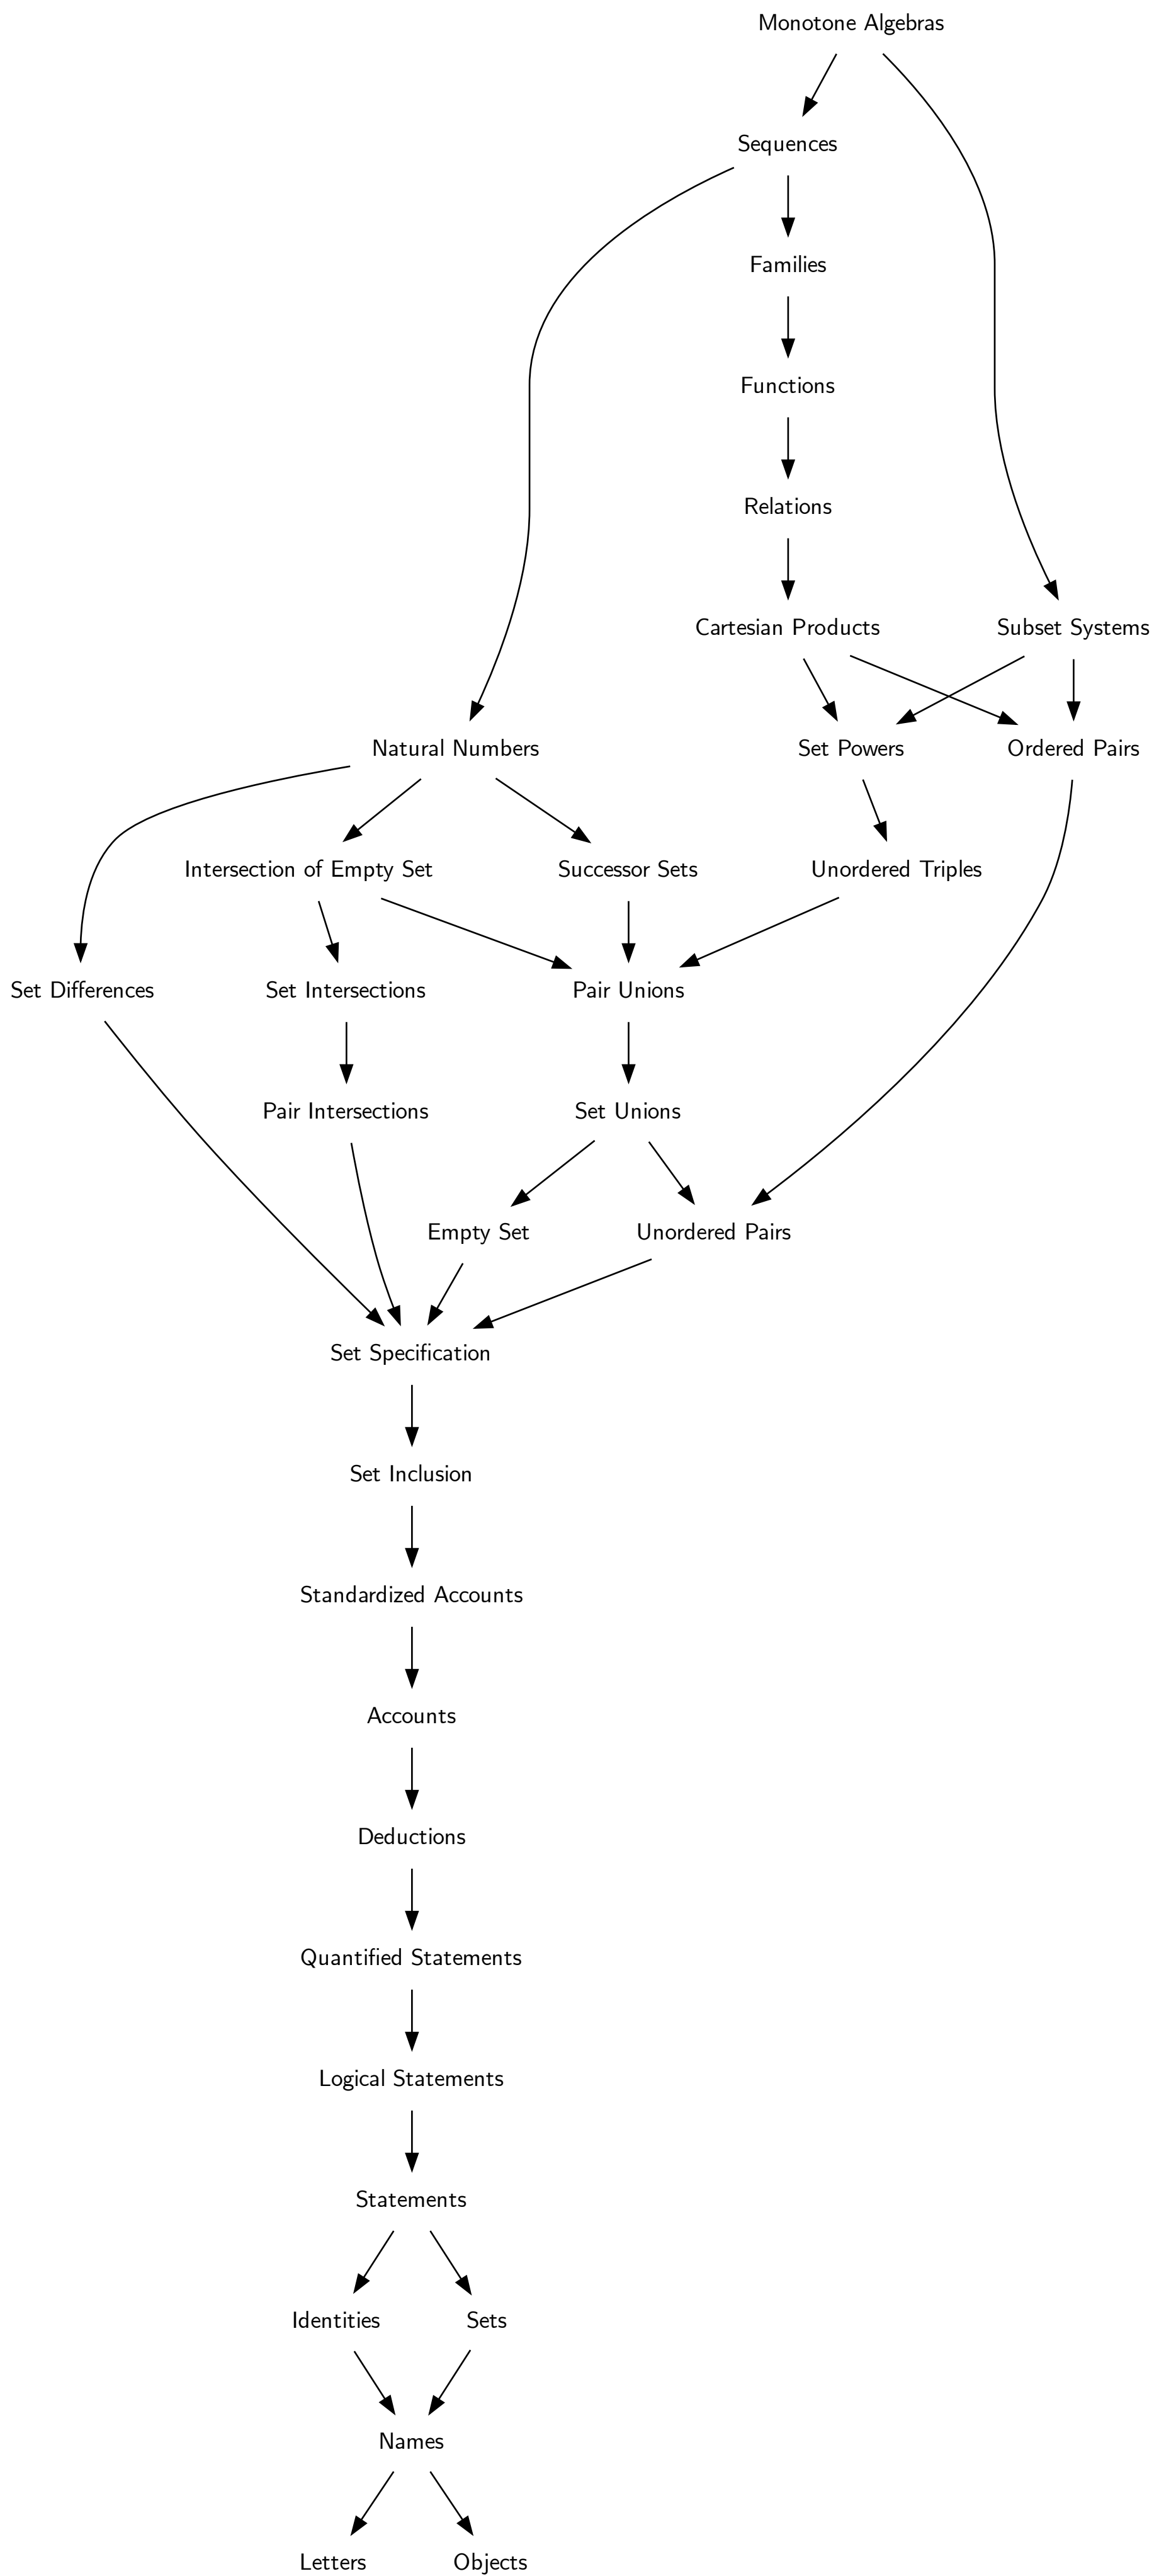 Monotone Algebras
Sequences
Families
Functions
Relations
Cartesian Products
Subset Systems
Natural Numbers
Set Powers
Ordered Pairs
Intersection of Empty Set
Successor Sets
Unordered Triples
Set Differences
Set Intersections
Pair Unions
Pair Intersections
Set Unions
Empty Set
Unordered Pairs
Set Specification
Set Inclusion
Standardized Accounts
Accounts
Deductions
Quantified Statements
Logical Statements
Statements
Identities
Sets
Names
Letters
Objects